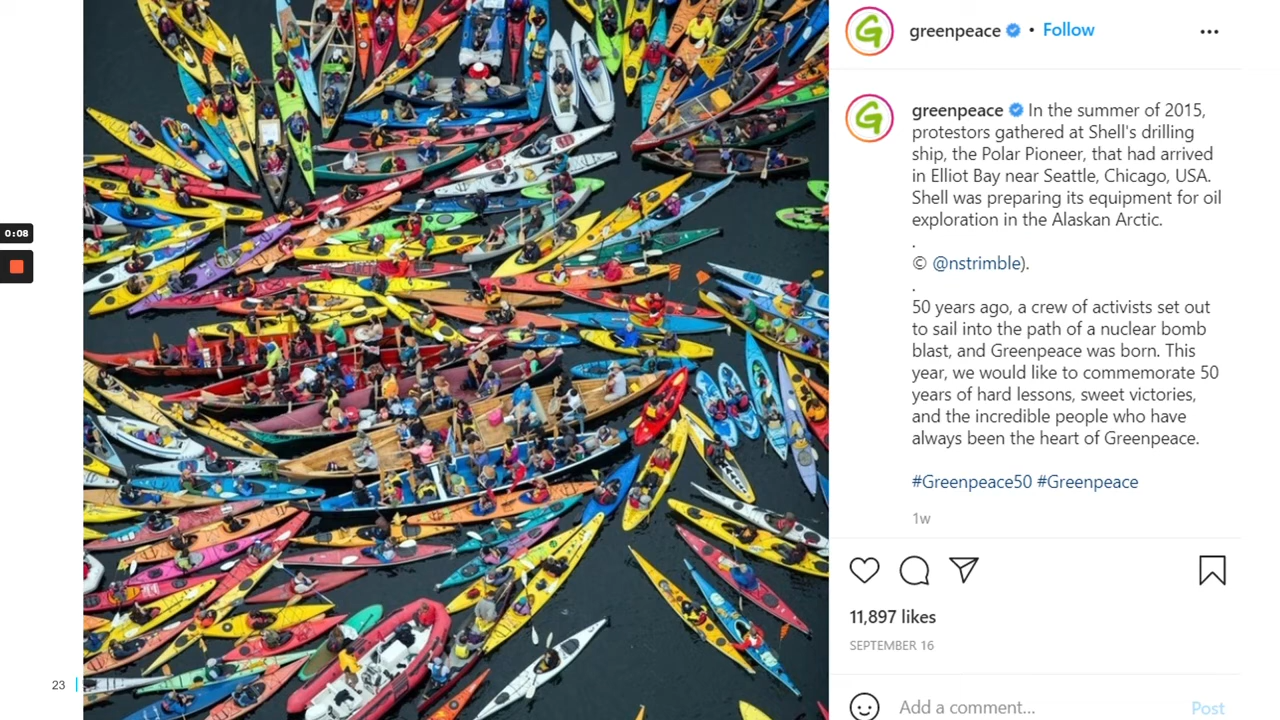 greenpeace • Follow
greenpeace In the summer of 2015,
protestors gathered at Shell's drilling
ship, the Polar Pioneer, that had arrived
in Elliot Bay near Seattle, Chicago, USA.
Shell was preparing its equipment for oil
exploration in the Alaskan Arctic.
.
© @nstrimble).
.
50 years ago, a crew of activists set out
to sail into the path of a nuclear bomb
blast, and Greenpeace was born. This
year, we would like to commemorate 50
years of hard lessons, sweet victories,
and the incredible people who have
always been the heart of Greenpeace.
#Greenpeace50 #Greenpeace
1w
11,897 likes
SEPTEMBER 16
Add a comment... Post
0:08
23